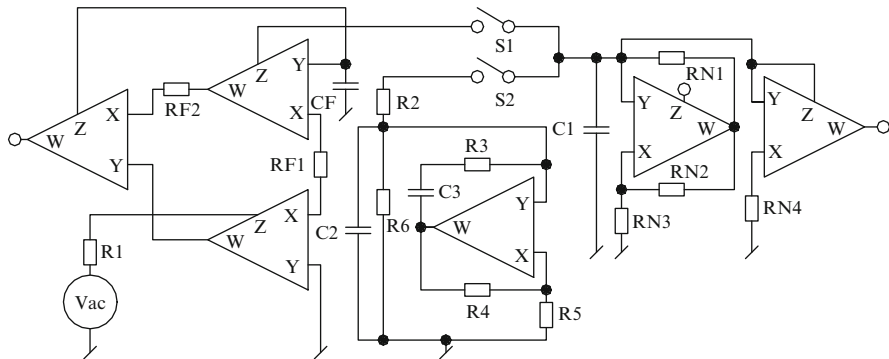 S1
Z
Y
W
X
CF
RF2
Z
X
W
Y
S2
R2
RF1
R3
C3
Y
W
X
R6
C2
R4
R5
Z
X
W
Y
R1
Vac
C1
RN1
Y
Z
W
X
RN2
RN3
Y
Z
W
X
RN4